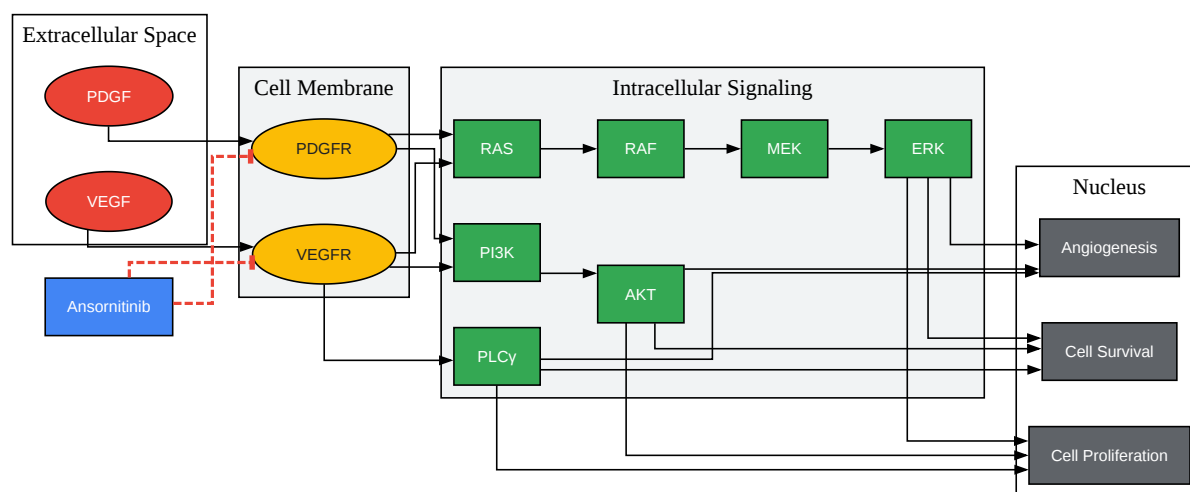 Extracellular Space
PDGF
VEGF
Ansornitinib
Cell Membrane
PDGFR
VEGFR
Intracellular Signaling
RAS
RAF
MEK
ERK
PI3K
AKT
PLCγ
Nucleus
Angiogenesis
Cell Survival
Cell Proliferation